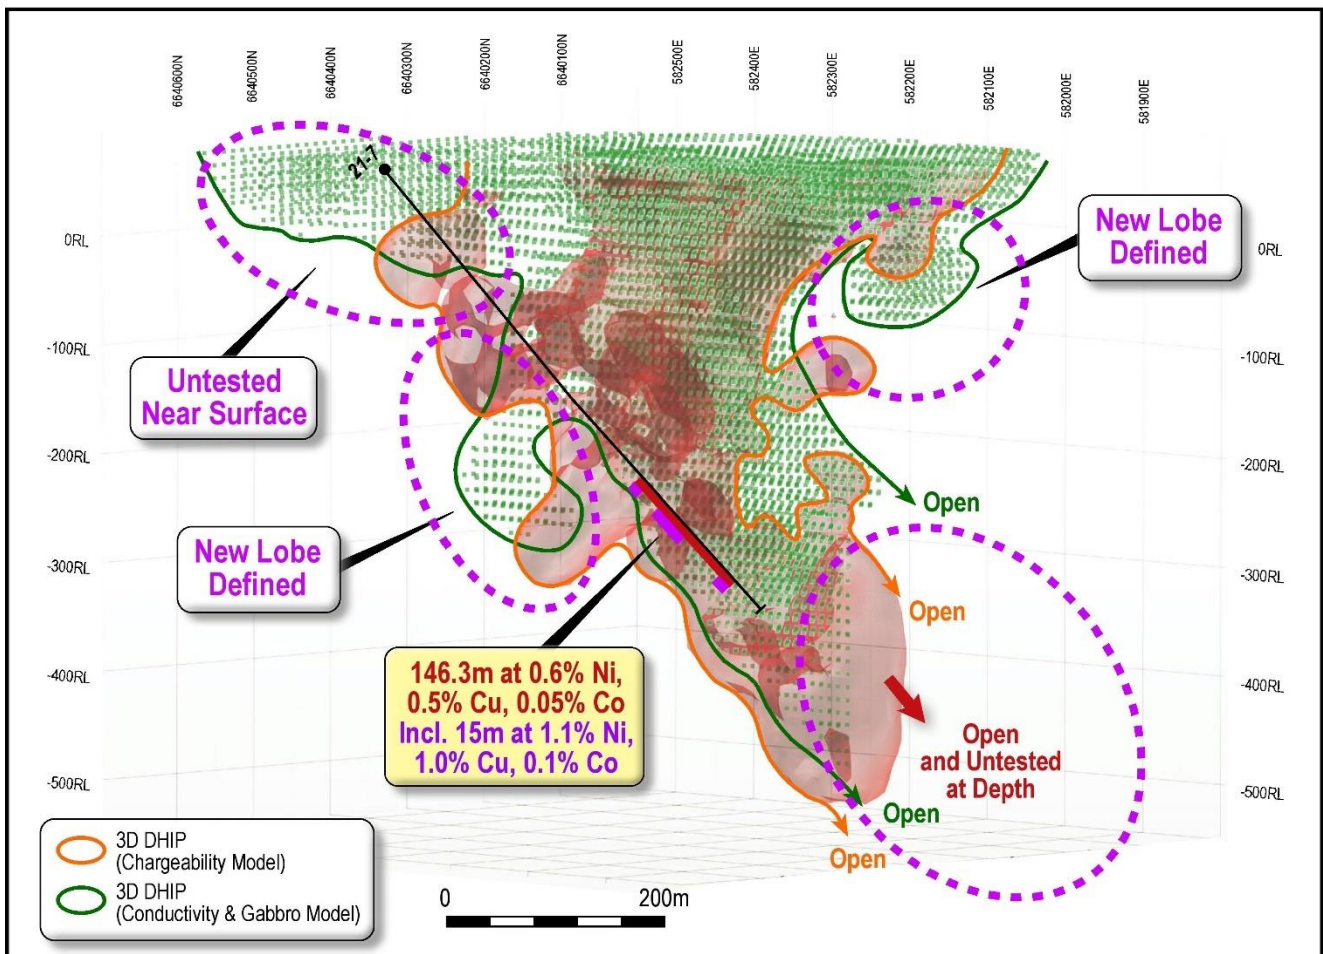 6640600N
6640500N
6640400N
6640300N
6640200N
6640100N
582500E
582400E
582300E
582200E
582100E
582000E
581900E
21-7
0RL
-100RL
-200RL
-300RL
-400RL
-500RL
0RL
-100RL
-200RL
-300RL
-400RL
-500RL
New Lobe
Defined
Untested
Near Surface
New Lobe
Defined
Open
Open
146.3m at 0.6% Ni,
0.5% Cu, 0.05% Co
Incl. 15m at 1.1% Ni,
1.0% Cu, 0.1% Co
Open
and Untested
at Depth
Open
Open
3D DHIP
(Chargeability Model)
3D DHIP
(Conductivity & Gabbro Model)
0
200m